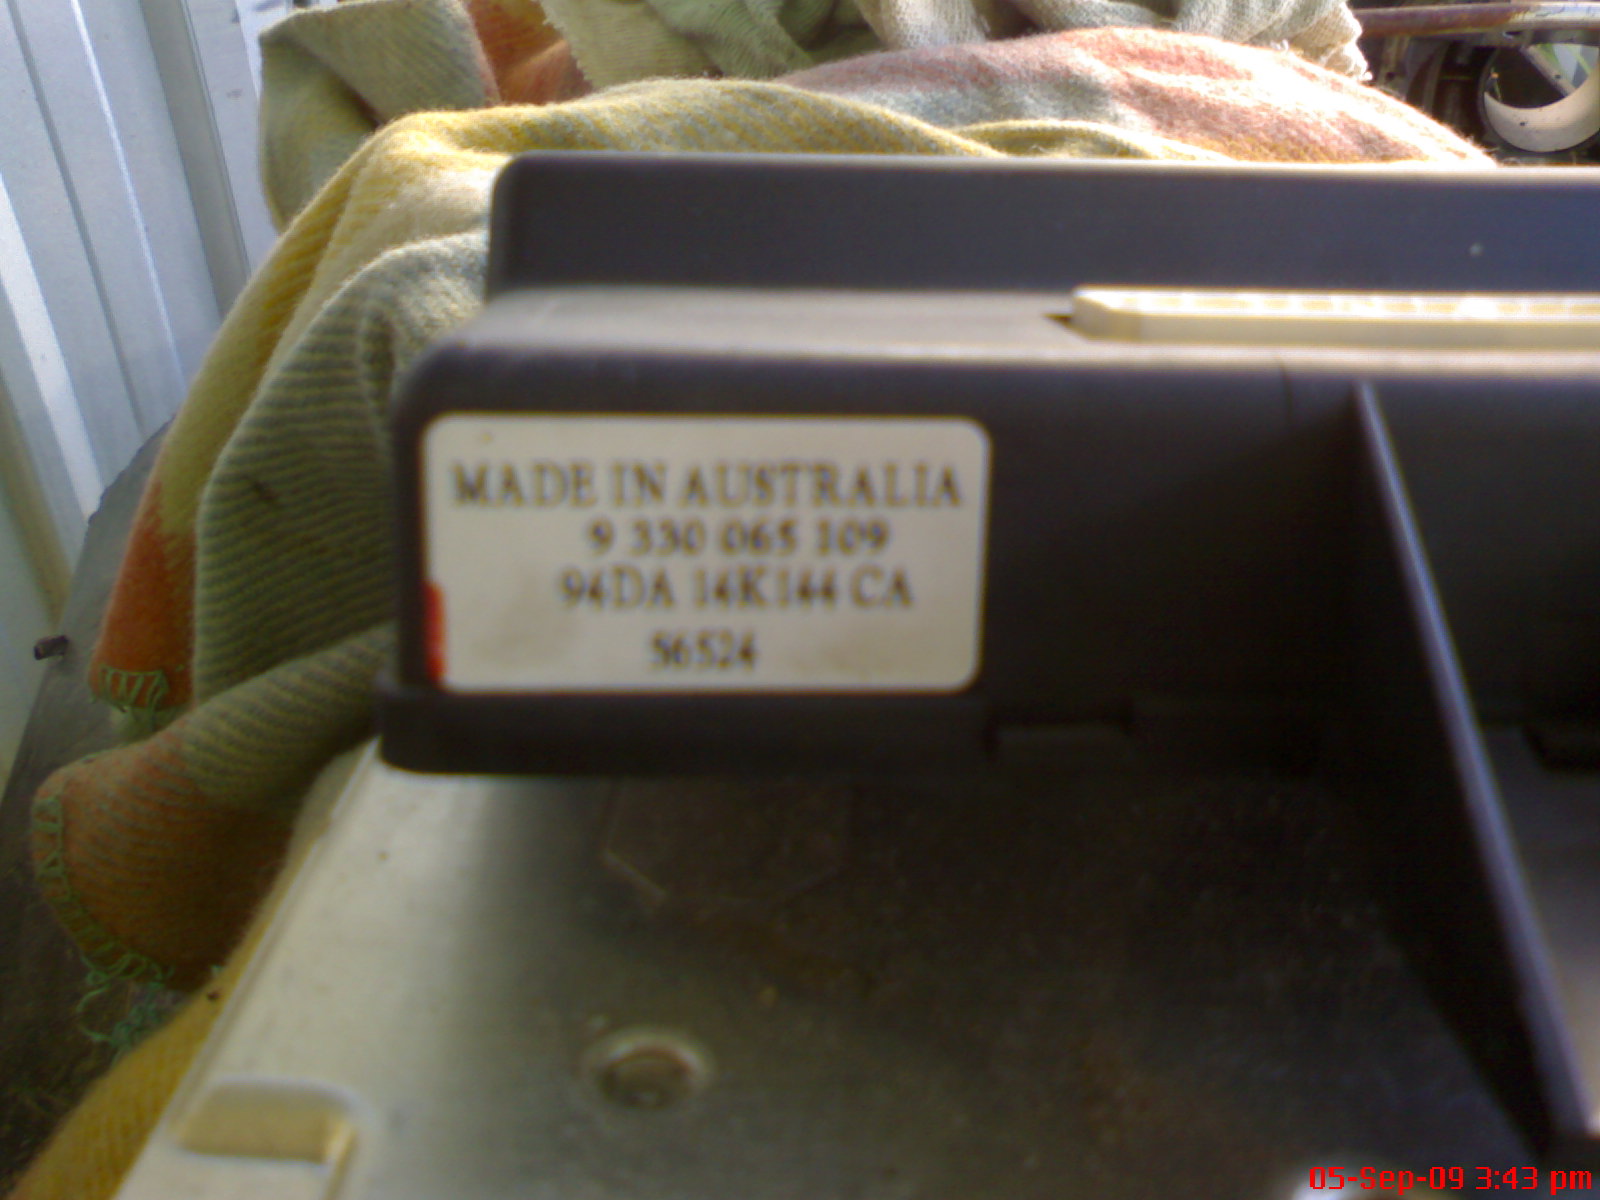 MADE IN AUSTRALIA
9 330 065 109
94DA 14K144 CA
56524
05-Sep-09 3:43 pm